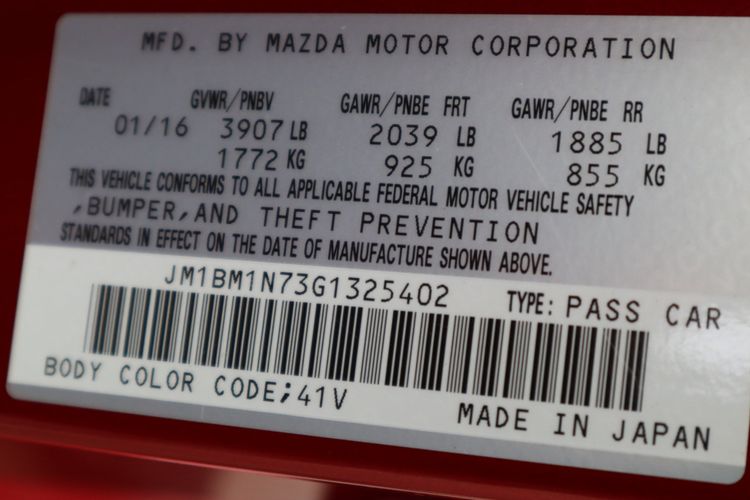 MFD. BY MAZDA MOTOR CORPORATION
DATE GVWR/PNBV GAWR/PNBE FRT GAWR/PNBE RR
01/16 3907 LB 2039 LB 1885 LB
1772 KG 925 KG 855 KG
THIS VEHICLE CONFORMS TO ALL APPLICABLE FEDERAL MOTOR VEHICLE SAFETY
,BUMPER,AND THEFT PREVENTION
STANDARDS IN EFFECT ON THE DATE OF MANUFACTURE SHOWN ABOVE.
JM1BM1N73G1325402 TYPE: PASS CAR
BODY COLOR CODE;41V MADE IN JAPAN